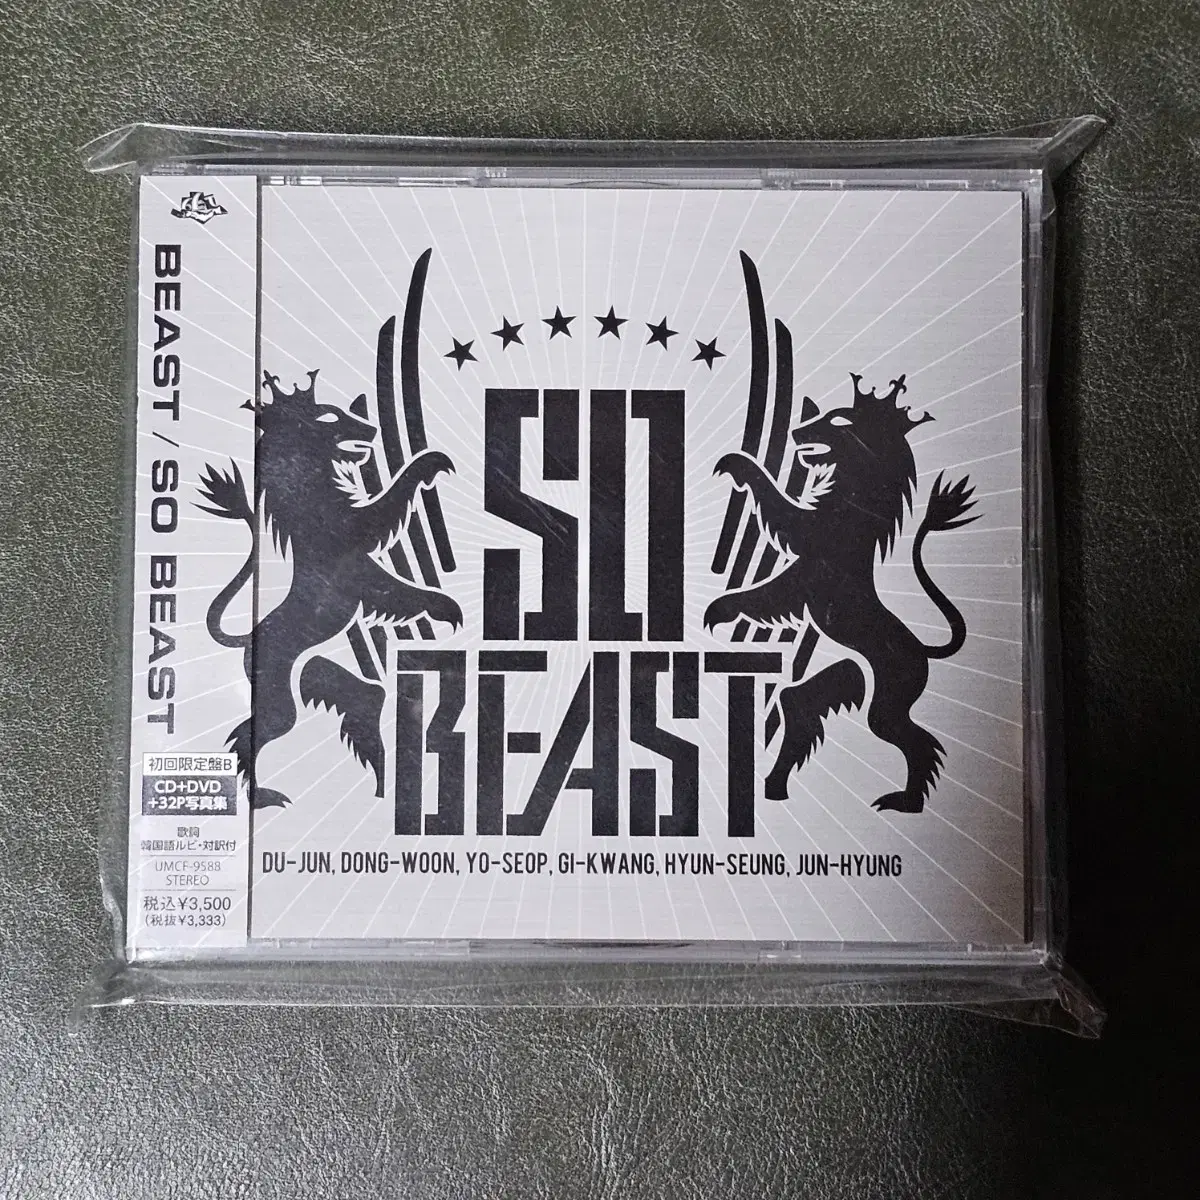 BEAST / SO BEAST
初回限定盤B
CD+DVD
+32P写真集
歌詞
韓国語ルビ・対訳付
UMCF-9588
STEREO
税込¥3,500
(税抜¥3,333)
SO
BEAST
DU-JUN, DONG-WOON, YO-SEOP, GI-KWANG, HYUN-SEUNG, JUN-HYUNG